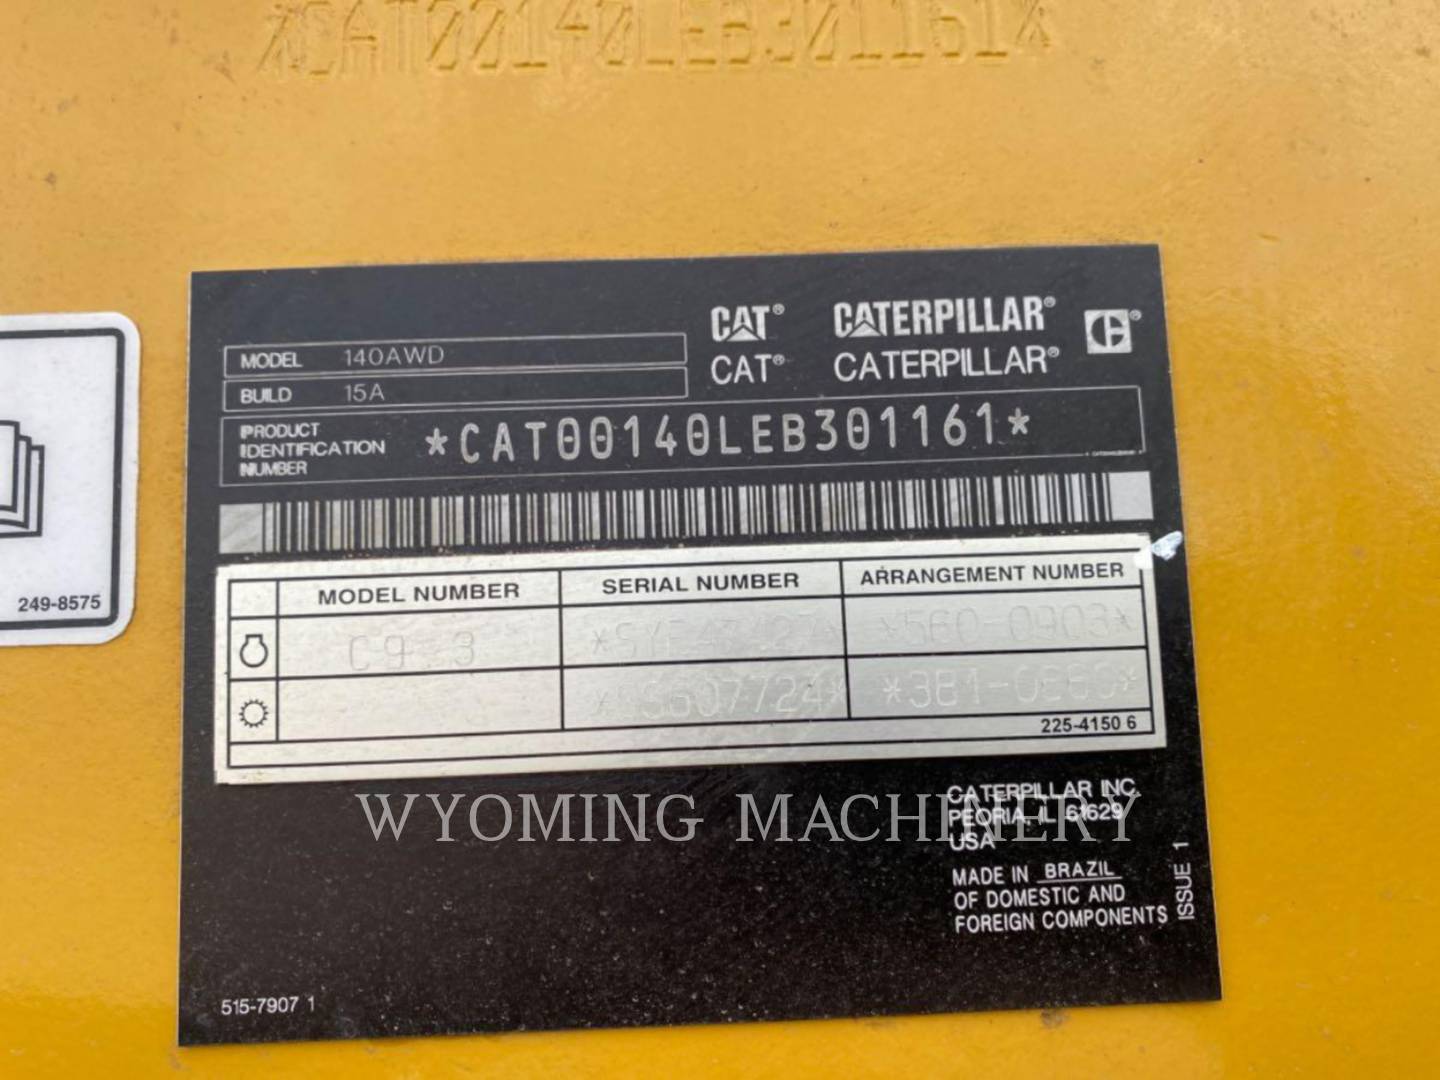 *CAT00140LEB301161*
CAT® CATERPILLAR®
MODEL 140AWD
CAT® CATERPILLAR®
BUILD 15A
PRODUCT IDENTIFICATION NUMBER *CAT00140LEB301161*
MODEL NUMBER SERIAL NUMBER ARRANGEMENT NUMBER
C9.3 *560-0903*
225-4150 6
249-8575
WYOMING MACHINERY
CATERPILLAR INC.
PEORIA, IL 61629
USA
MADE IN BRAZIL
OF DOMESTIC AND
FOREIGN COMPONENTS
ISSUE 1
515-7907 1